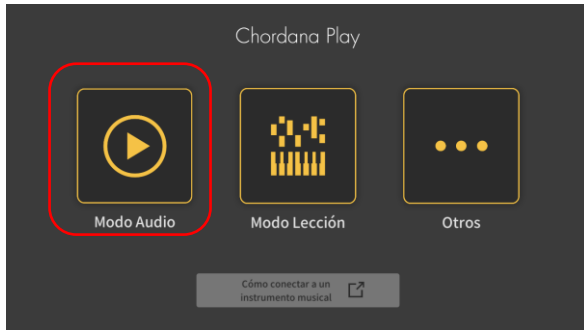 Chordana Play
Modo Audio
Modo Lección
Otros
Cómo conectar a un
instrumento musical